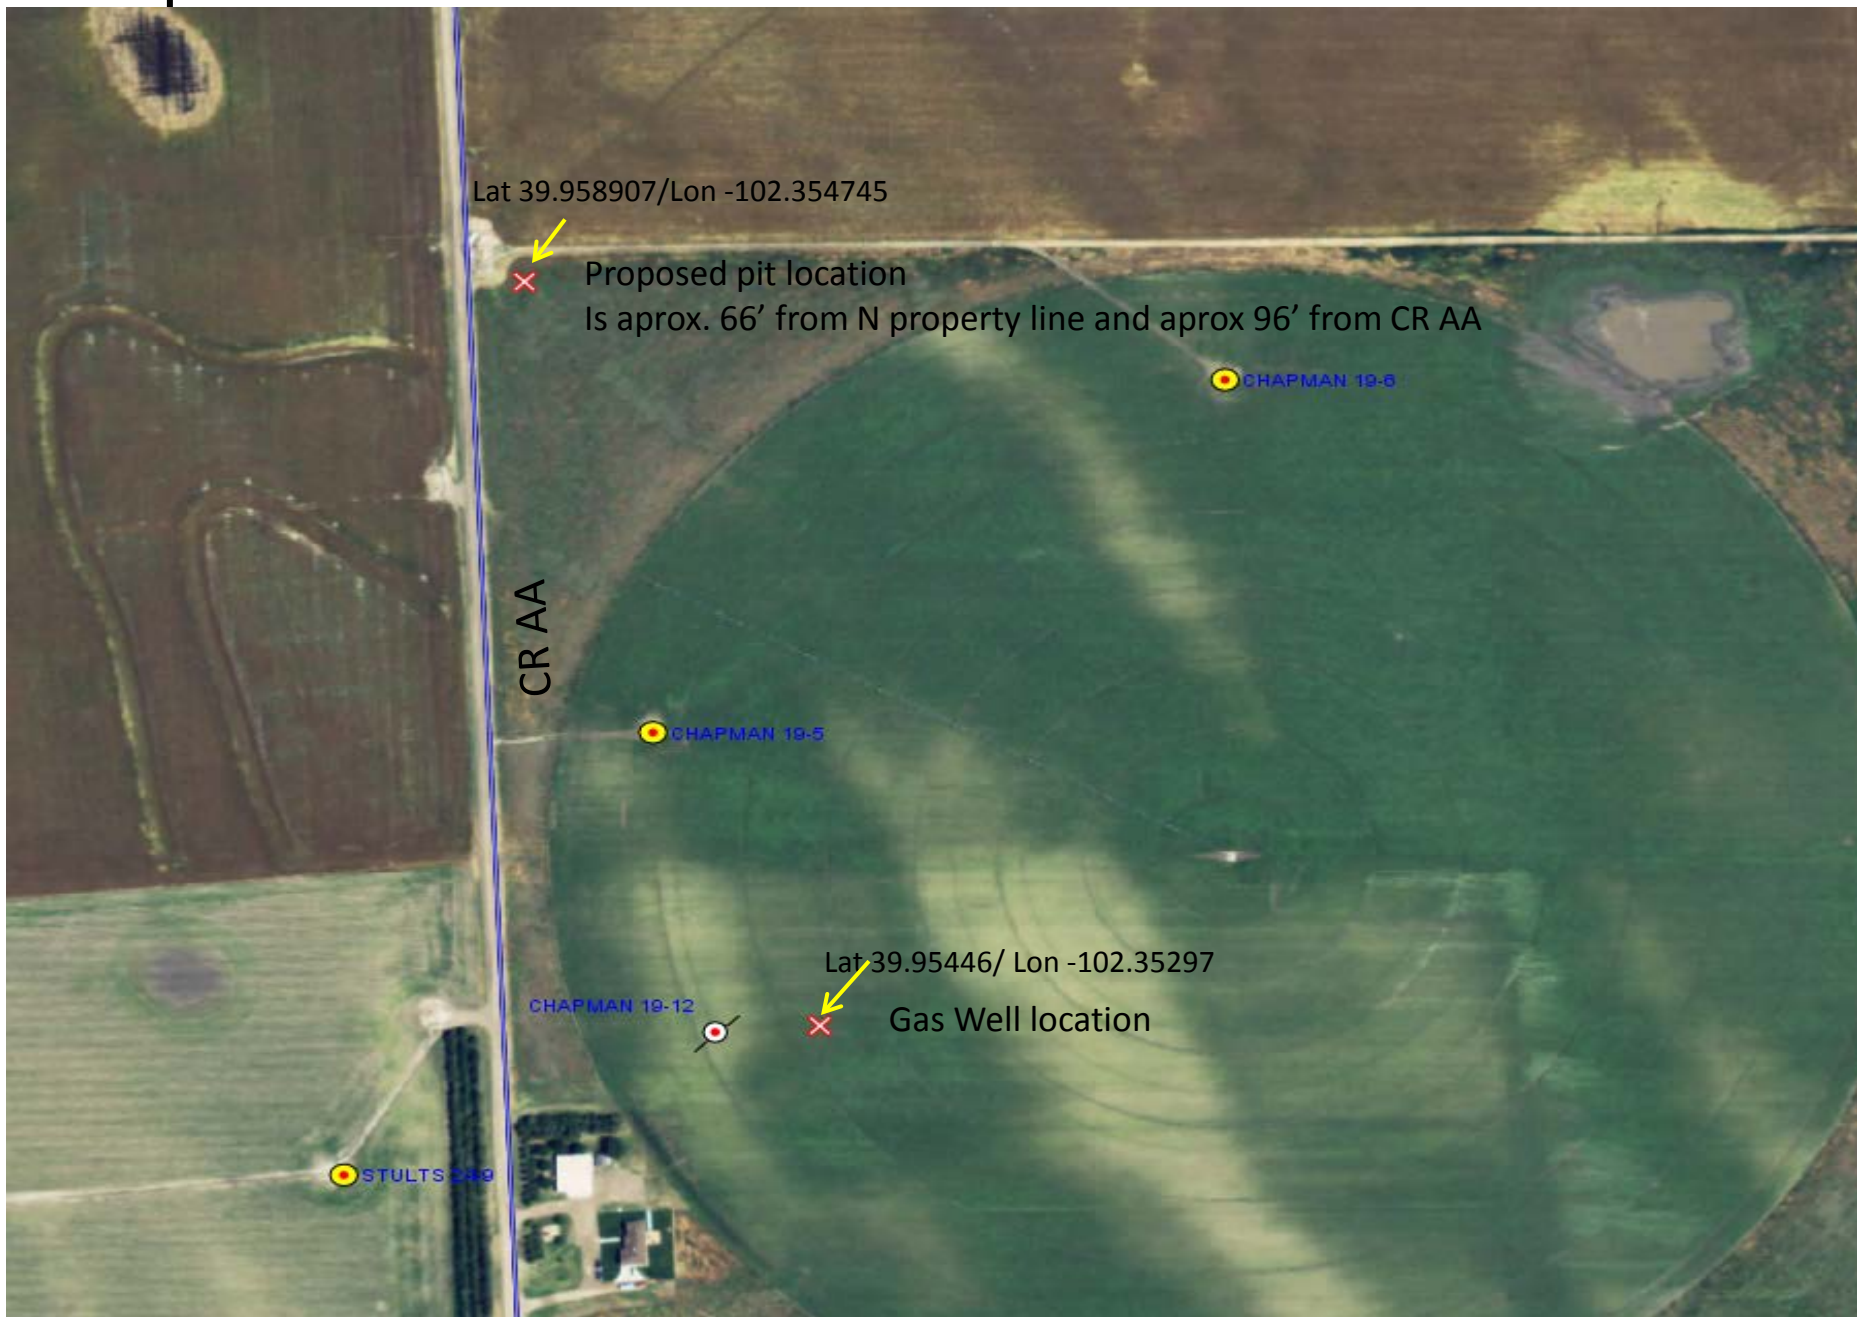 Lat 39.958907/Lon -102.354745
Proposed pit location
Is aprox. 66’ from N property line and aprox 96’ from CR AA
CHAPMAN 19-6
CR AA
CHAPMAN 19-5
Lat 39.95446/ Lon -102.35297
CHAPMAN 19-12
Gas Well location
STULTS